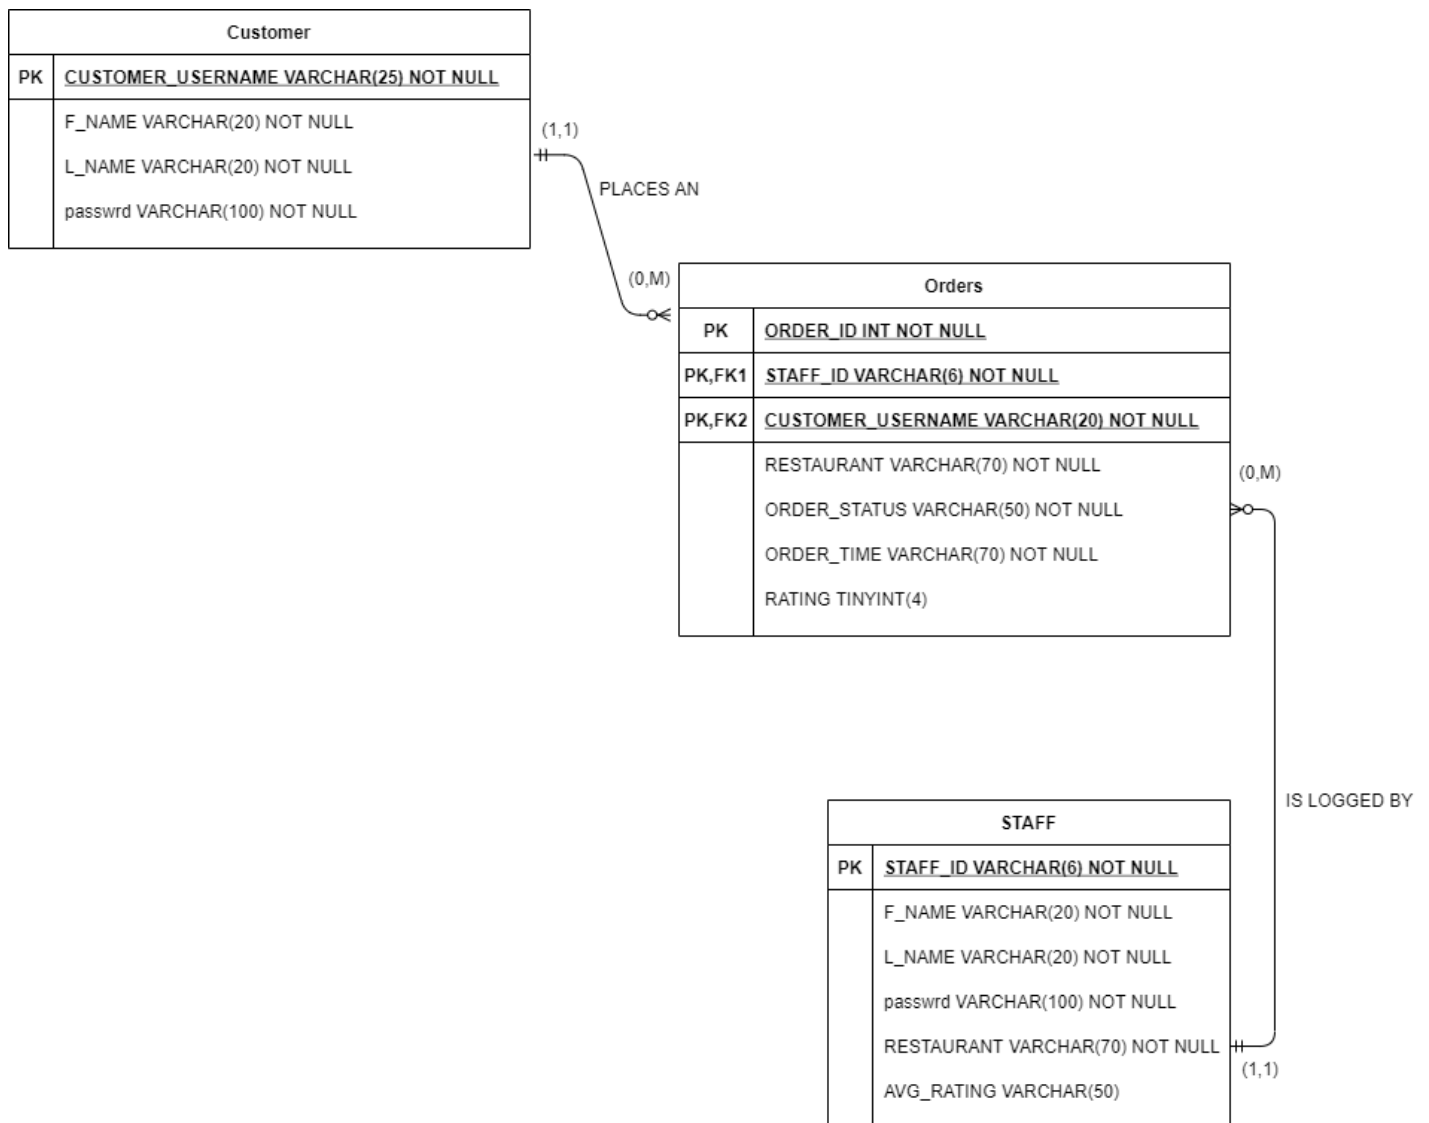 Customer
PK CUSTOMER_USERNAME VARCHAR(25) NOT NULL
F_NAME VARCHAR(20) NOT NULL
L_NAME VARCHAR(20) NOT NULL
passwrd VARCHAR(100) NOT NULL
(1,1)
PLACES AN
(0,M)
Orders
PK ORDER_ID INT NOT NULL
PK,FK1 STAFF_ID VARCHAR(6) NOT NULL
PK,FK2 CUSTOMER_USERNAME VARCHAR(20) NOT NULL
RESTAURANT VARCHAR(70) NOT NULL
ORDER_STATUS VARCHAR(50) NOT NULL
ORDER_TIME VARCHAR(70) NOT NULL
RATING TINYINT(4)
(0,M)
IS LOGGED BY
STAFF
PK STAFF_ID VARCHAR(6) NOT NULL
F_NAME VARCHAR(20) NOT NULL
L_NAME VARCHAR(20) NOT NULL
passwrd VARCHAR(100) NOT NULL
RESTAURANT VARCHAR(70) NOT NULL
(1,1)
AVG_RATING VARCHAR(50)